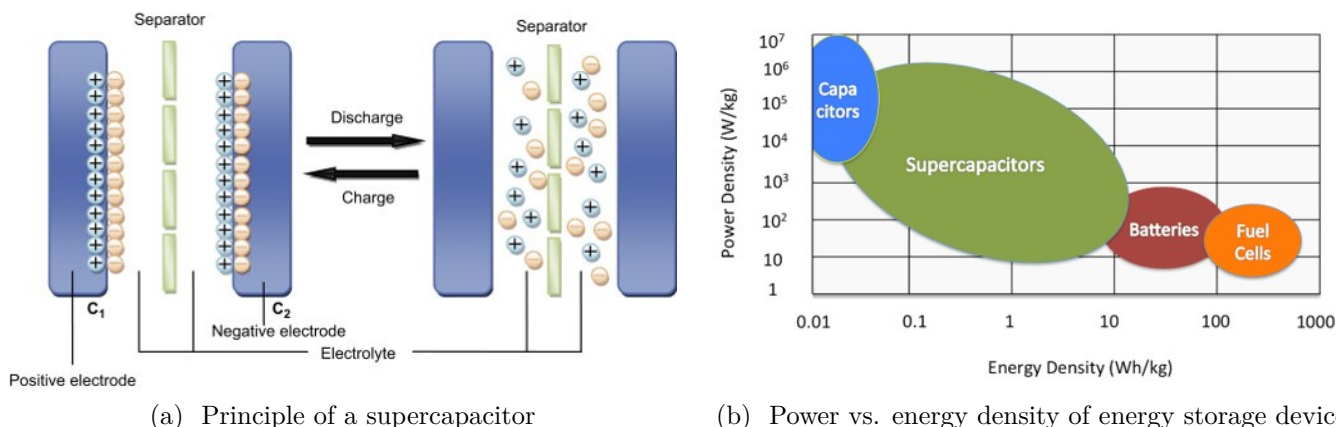 Separator
Separator
Discharge
Charge
C₁
C₂
Negative electrode
Electrolyte
Positive electrode
(a) Principle of a supercapacitor
Power Density (W/kg)
10⁷
10⁶
10⁵
10⁴
10³
10²
10
1
Capa
citors
Supercapacitors
Batteries
Fuel
Cells
0.01 0.1 1 10 100 1000
Energy Density (Wh/kg)
(b) Power vs. energy density of energy storage device